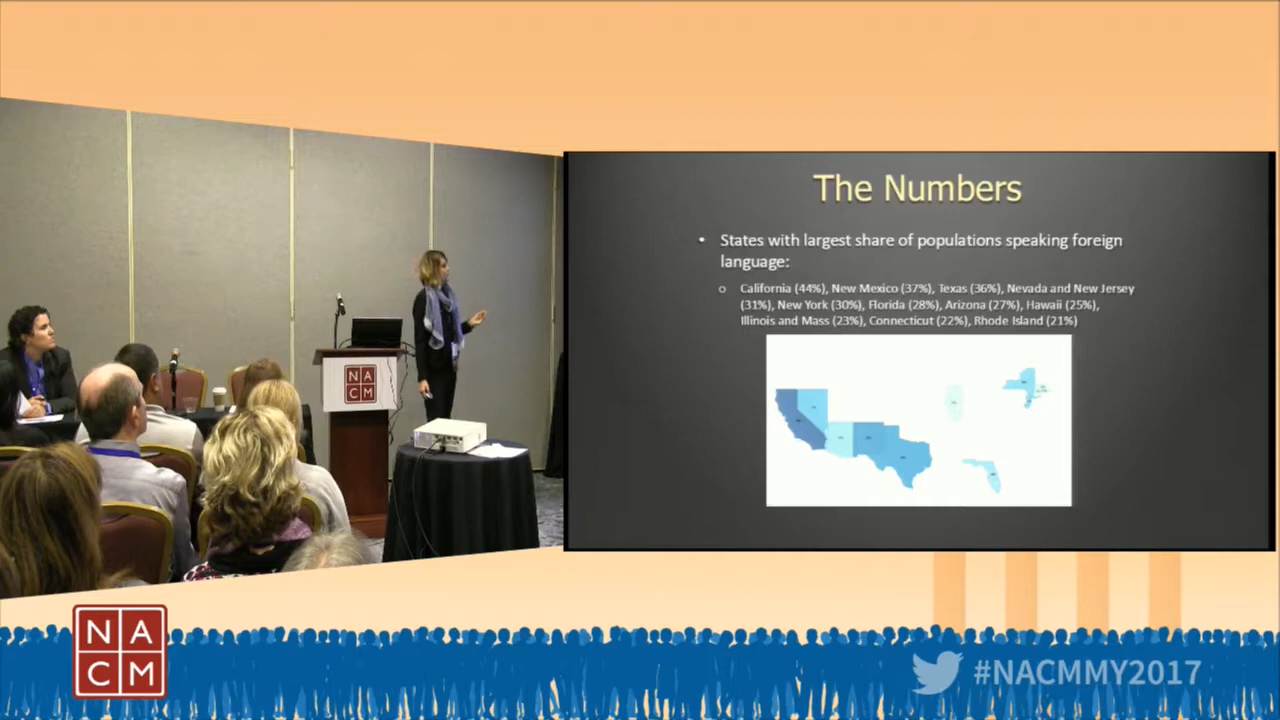 The Numbers
• States with largest share of populations speaking foreign
language:
o California (44%), New Mexico (37%), Texas (36%), Nevada and New Jersey
(31%), New York (30%), Florida (28%), Arizona (27%), Hawaii (25%),
Illinois and Mass (23%), Connecticut (22%), Rhode Island (21%)
N A
C M
N A
C M
#NACMMY2017